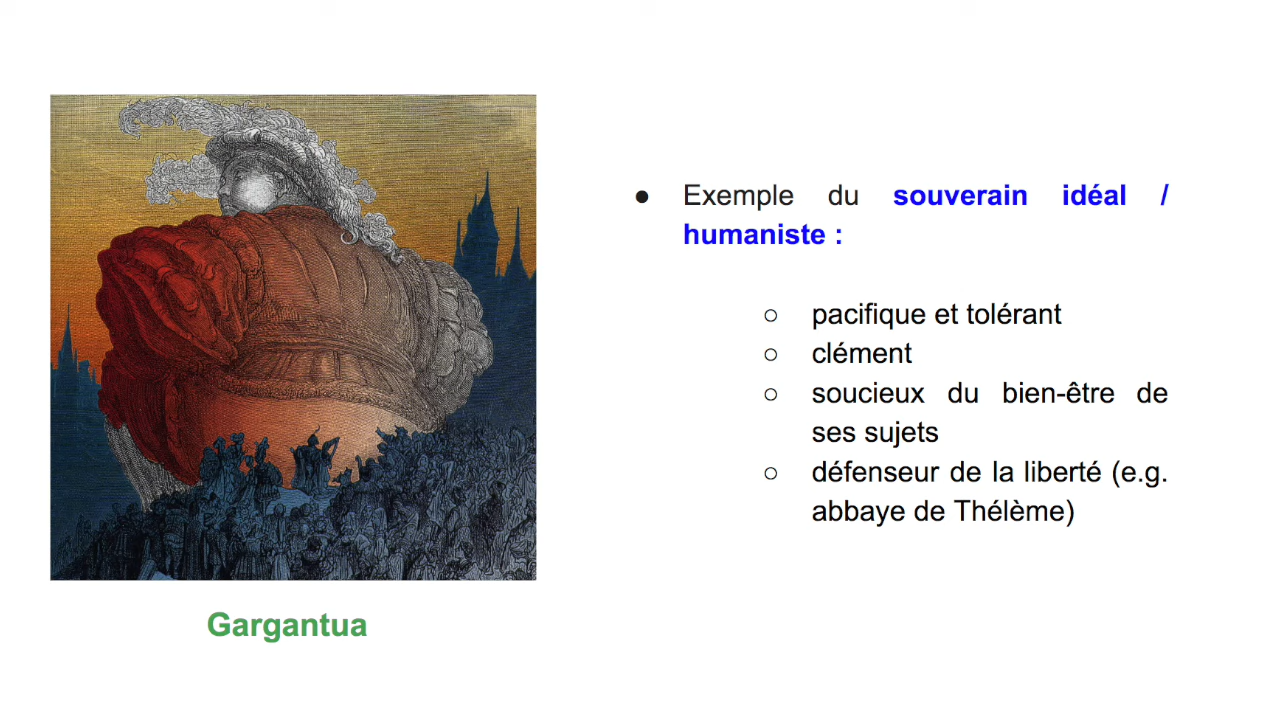 ● Exemple du souverain idéal /
humaniste :
○ pacifique et tolérant
○ clément
○ soucieux du bien-être de
ses sujets
○ défenseur de la liberté (e.g.
abbaye de Thélème)
Gargantua